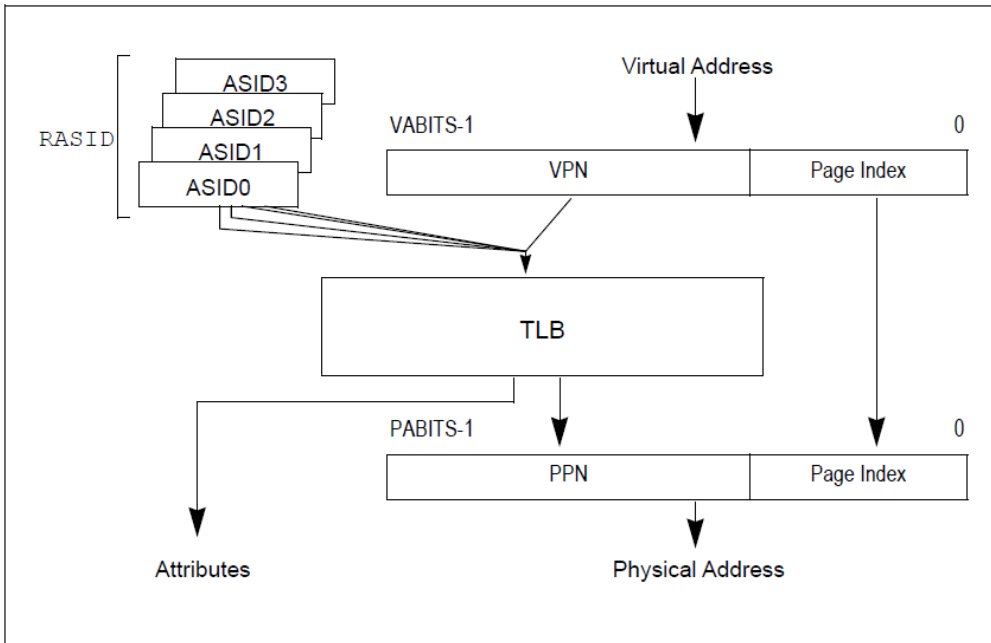 ASID3
ASID2
RASID
ASID1
ASID0
Virtual Address
VABITS-1 0
VPN Page Index
TLB
PABITS-1 0
PPN Page Index
Attributes
Physical Address